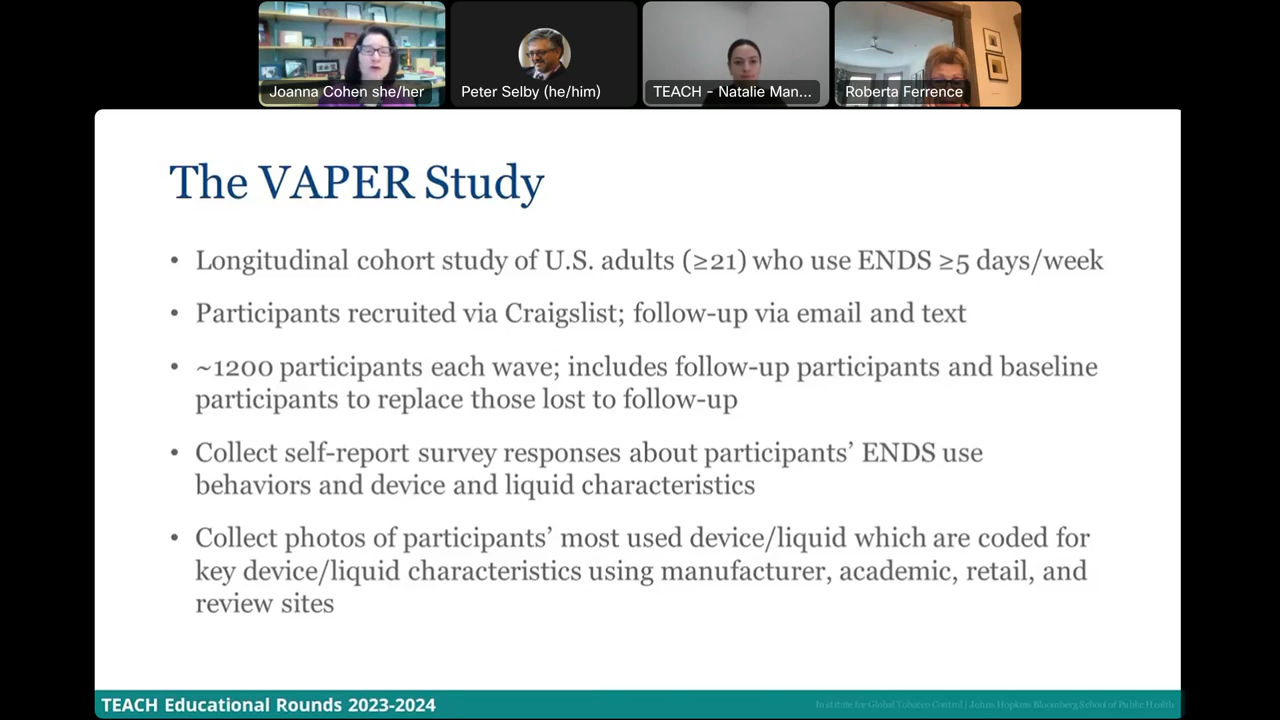 Joanna Cohen she/her
Peter Selby (he/him)
TEACH - Natalie Man...
Roberta Ferrence
The VAPER Study
• Longitudinal cohort study of U.S. adults (≥21) who use ENDS ≥5 days/week
• Participants recruited via Craigslist; follow-up via email and text
• ~1200 participants each wave; includes follow-up participants and baseline
participants to replace those lost to follow-up
• Collect self-report survey responses about participants’ ENDS use
behaviors and device and liquid characteristics
• Collect photos of participants’ most used device/liquid which are coded for
key device/liquid characteristics using manufacturer, academic, retail, and
review sites
TEACH Educational Rounds 2023-2024
Institute for Global Tobacco Control | Johns Hopkins Bloomberg School of Public Health